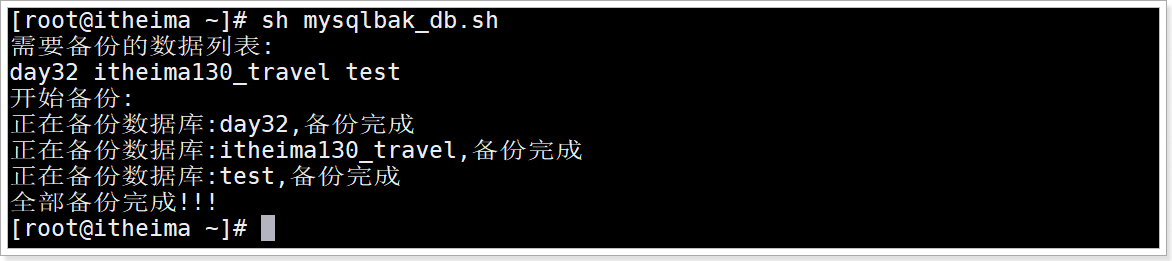 [root@itheima ~]# sh mysqlbak_db.sh
需要备份的数据列表:
day32 itheima130_travel test
开始备份:
正在备份数据库:day32,备份完成
正在备份数据库:itheima130_travel,备份完成
正在备份数据库:test,备份完成
全部备份完成!!!
[root@itheima ~]#